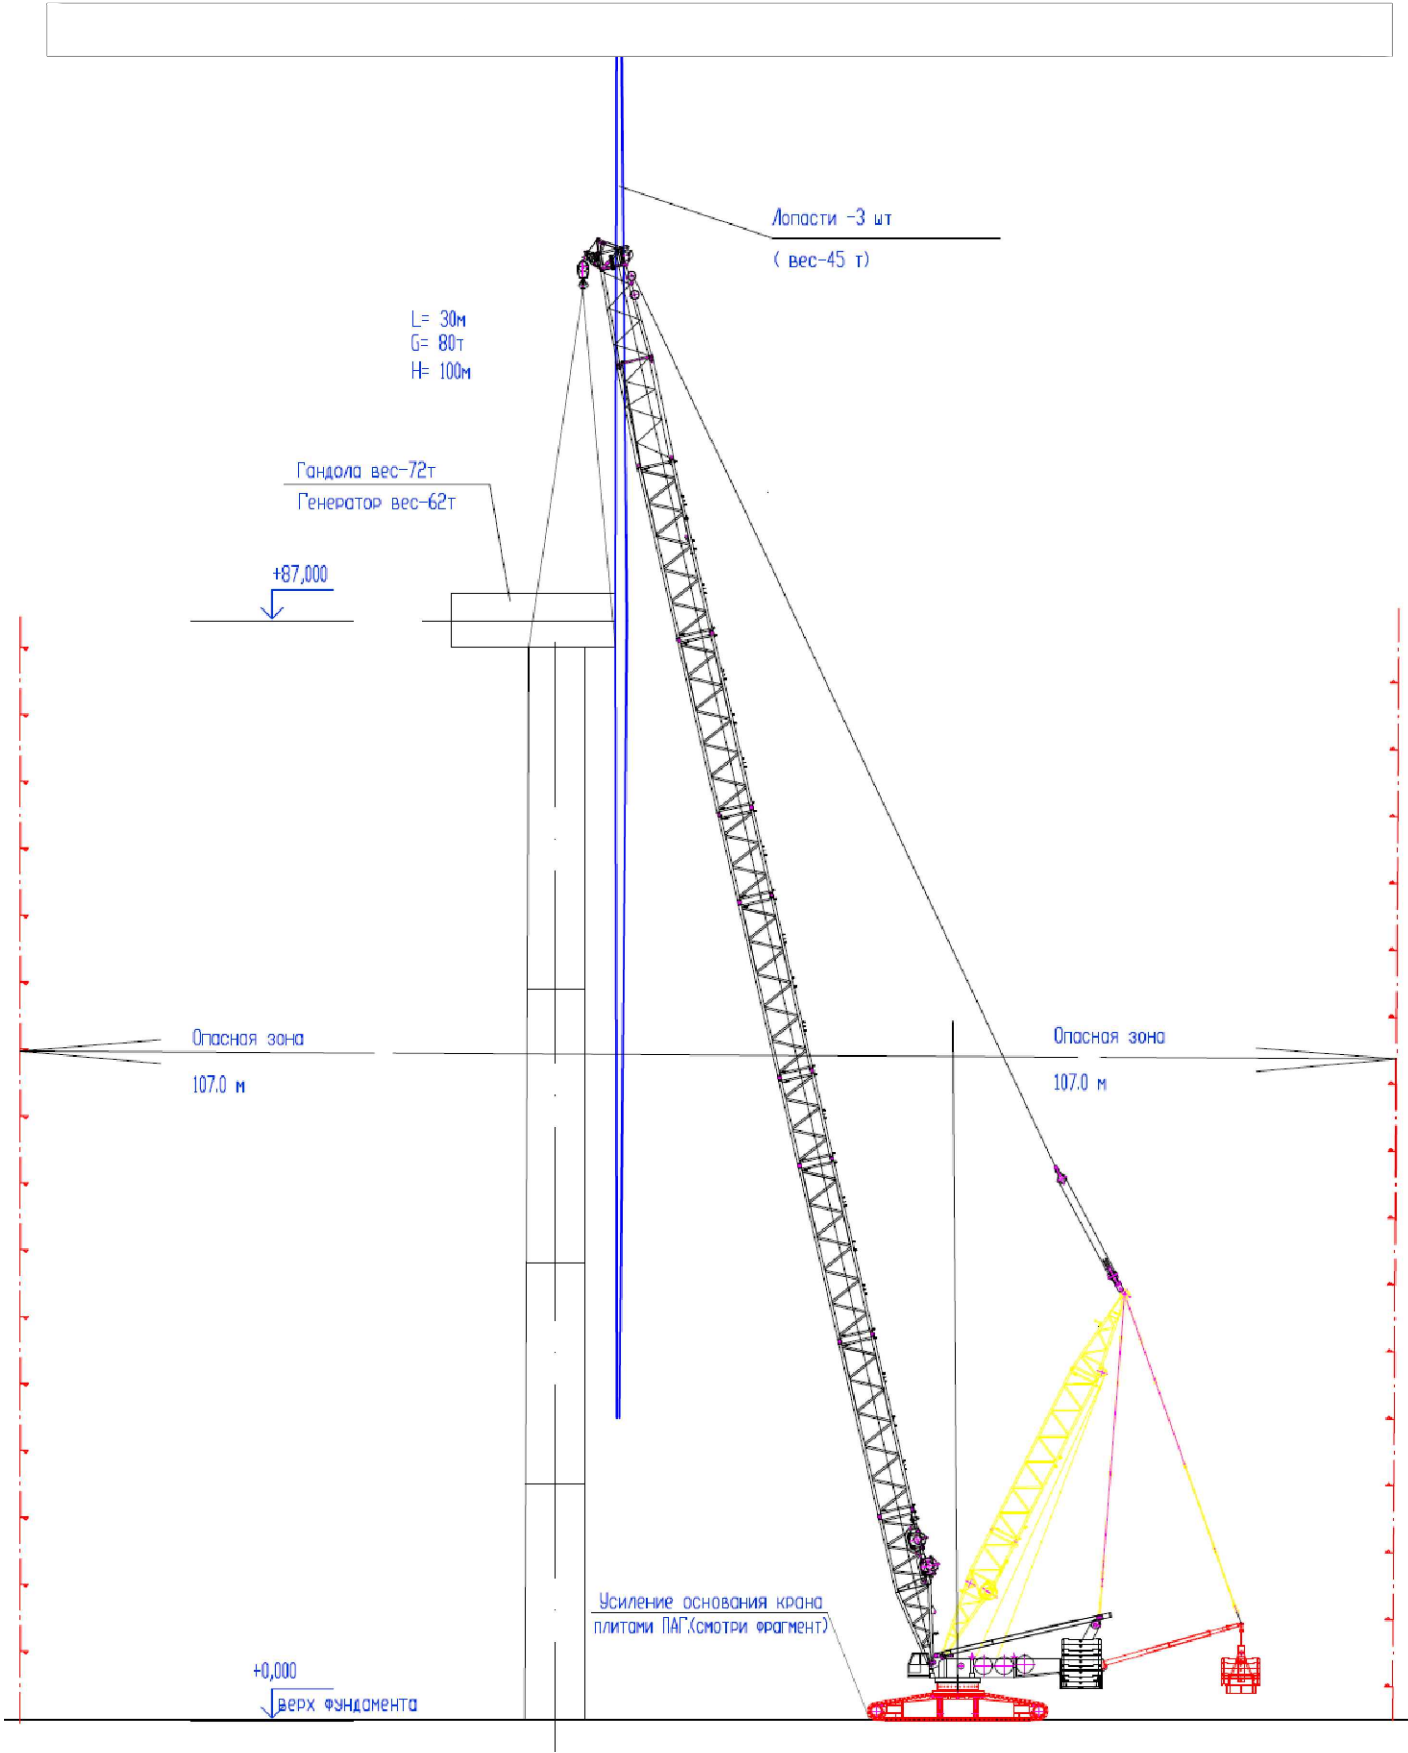 Лопасти -3 шт
( вес-45 т)
L= 30м
G= 80т
H= 100м
Гандола вес-72т
Генератор вес-62т
+87,000
Опасная зона
107.0 м
Опасная зона
107.0 м
Усиление основания крана
плитами ПАГ.(смотри фрагмент)
+0,000
верх фундамента